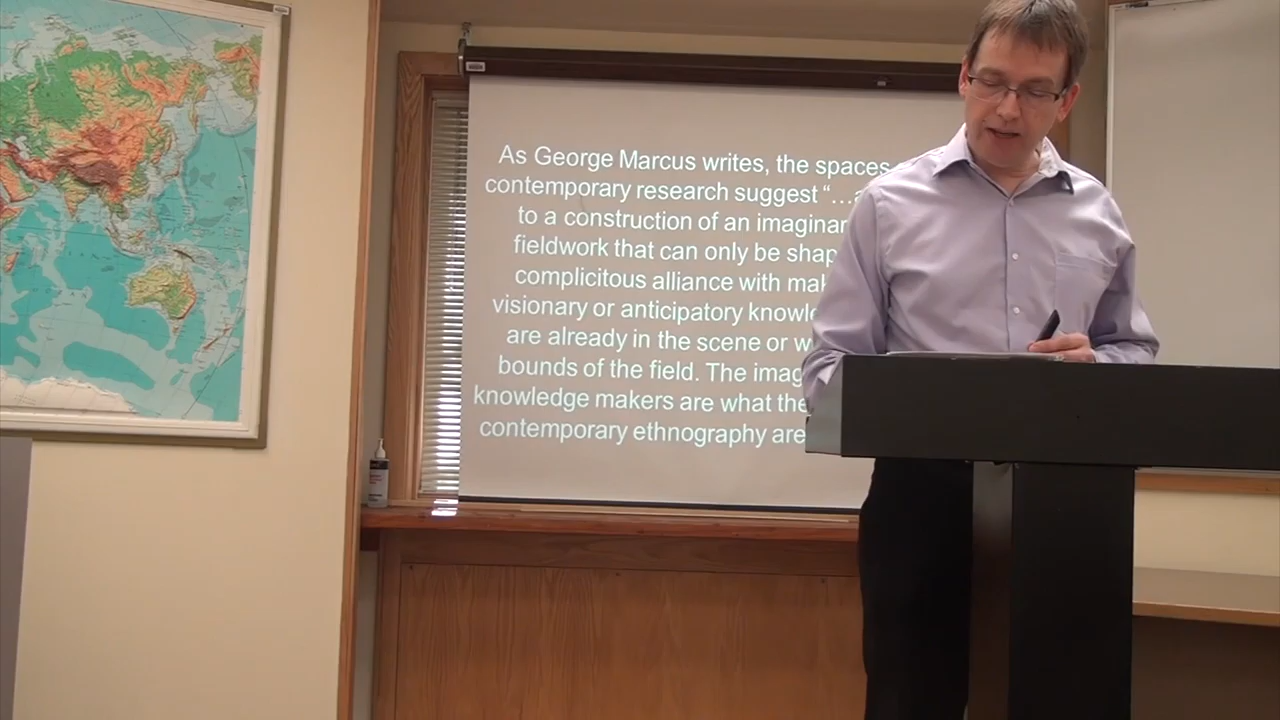 As George Marcus writes, the spaces
contemporary research suggest “…a
to a construction of an imaginar
fieldwork that can only be shap
complicitous alliance with mak
visionary or anticipatory knowle
are already in the scene or w
bounds of the field. The imag
knowledge makers are what the
contemporary ethnography are